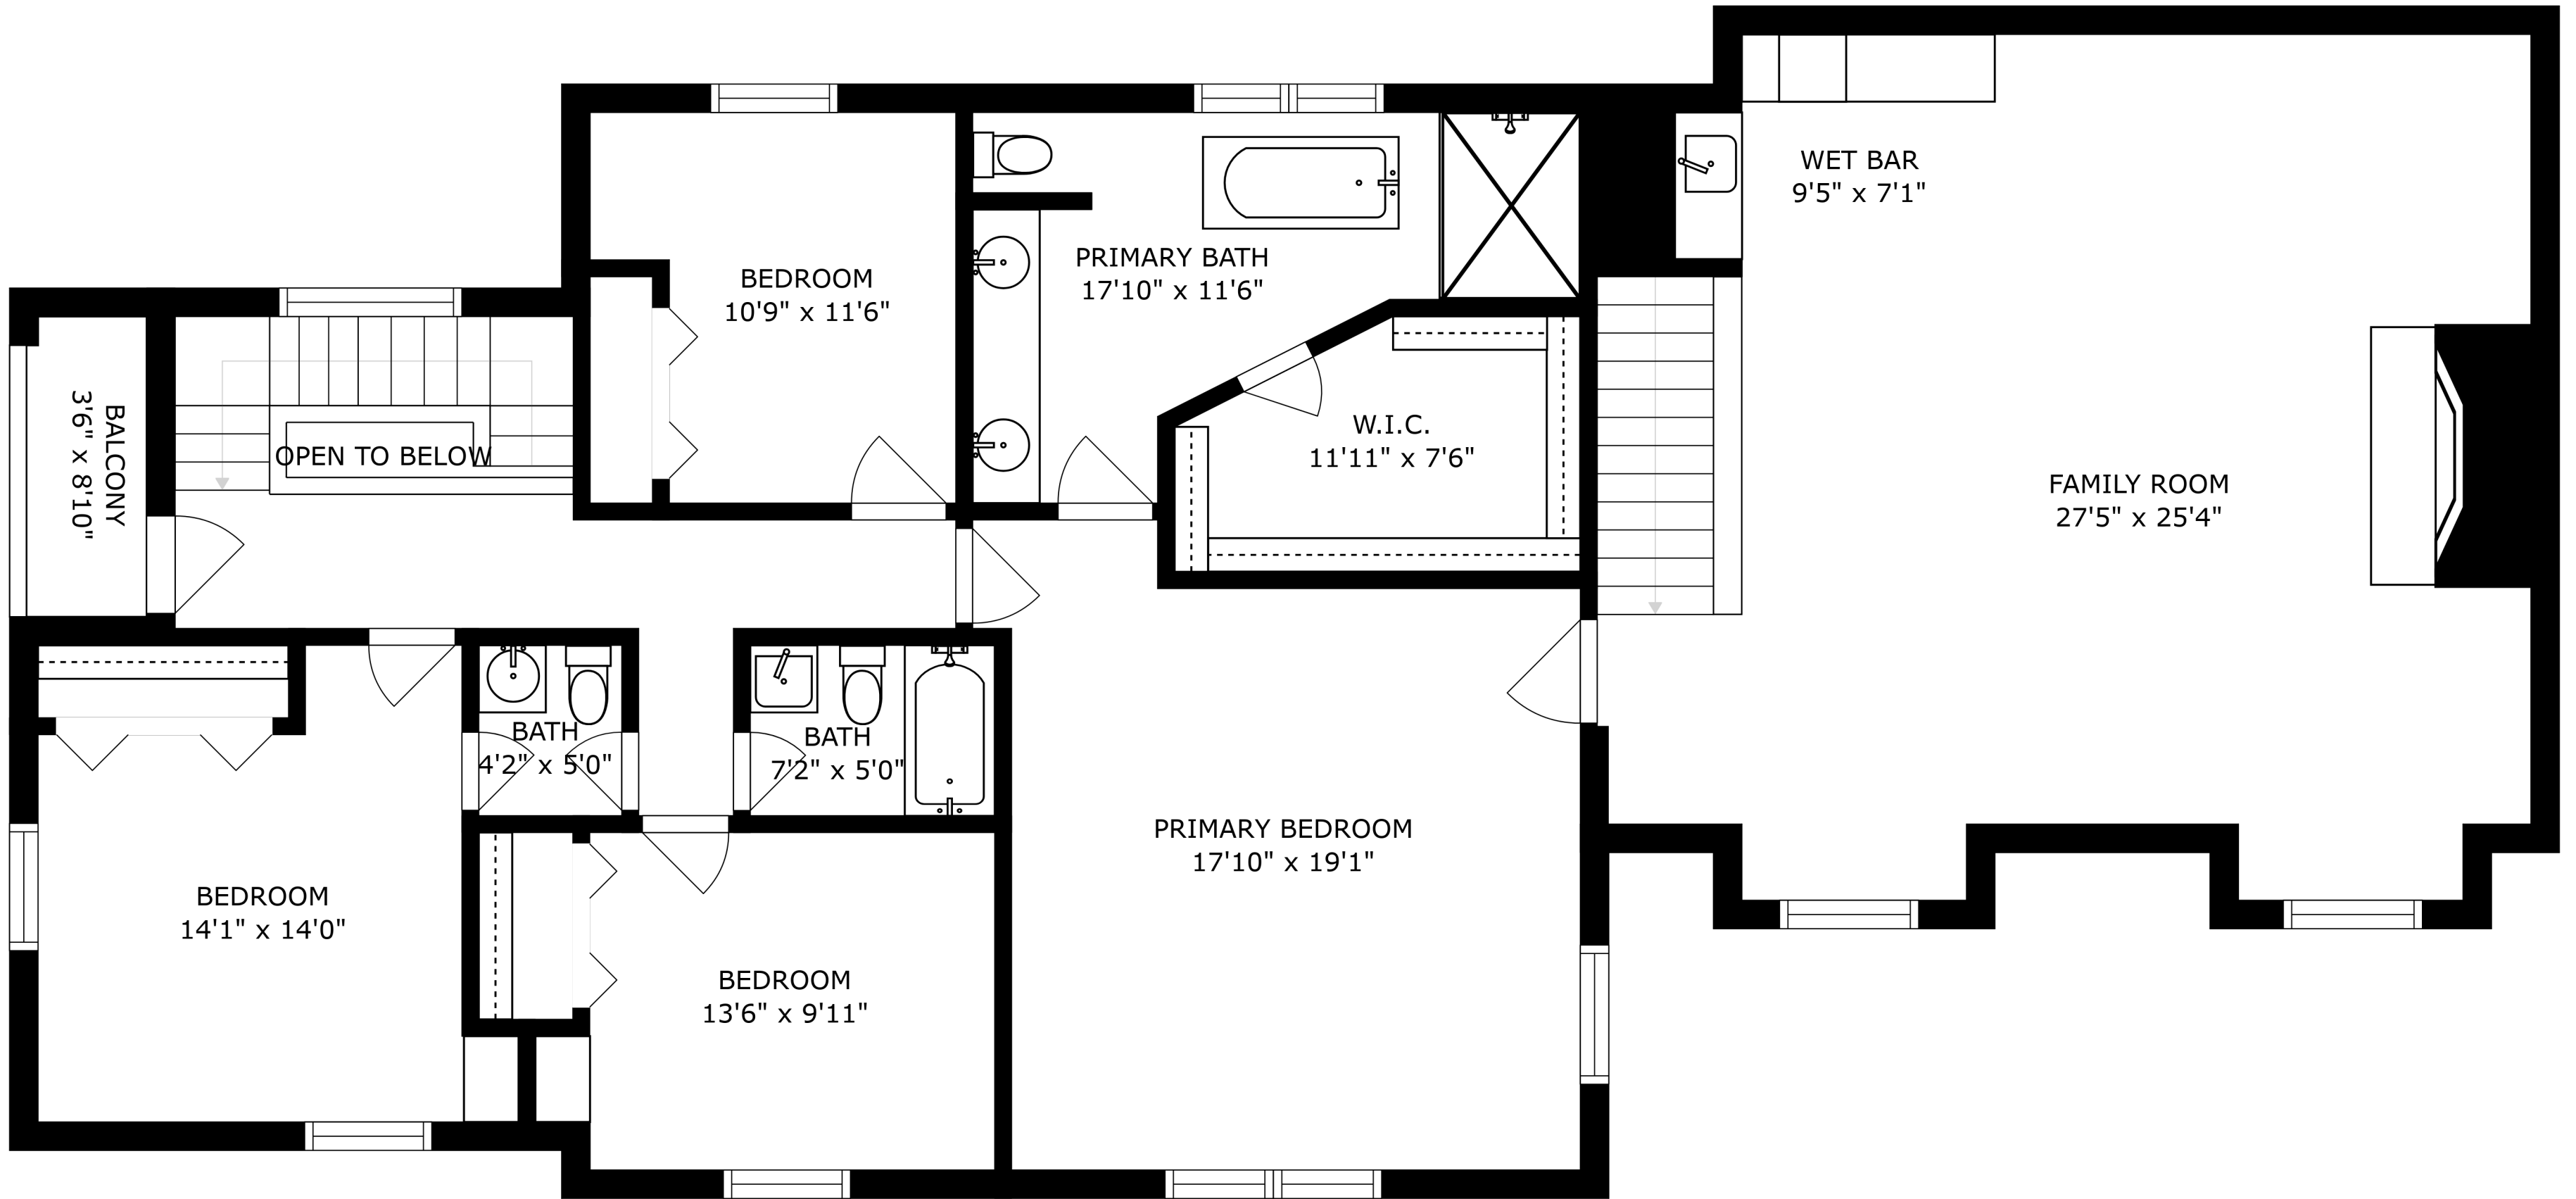 WET BAR
9'5" x 7'1"
PRIMARY BATH
17'10" x 11'6"
BEDROOM
10'9" x 11'6"
BALCONY
3'6" x 8'10"
OPEN TO BELOW
W.I.C.
11'11" x 7'6"
FAMILY ROOM
27'5" x 25'4"
BATH
4'2" x 5'0"
BATH
7'2" x 5'0"
PRIMARY BEDROOM
17'10" x 19'1"
BEDROOM
14'1" x 14'0"
BEDROOM
13'6" x 9'11"